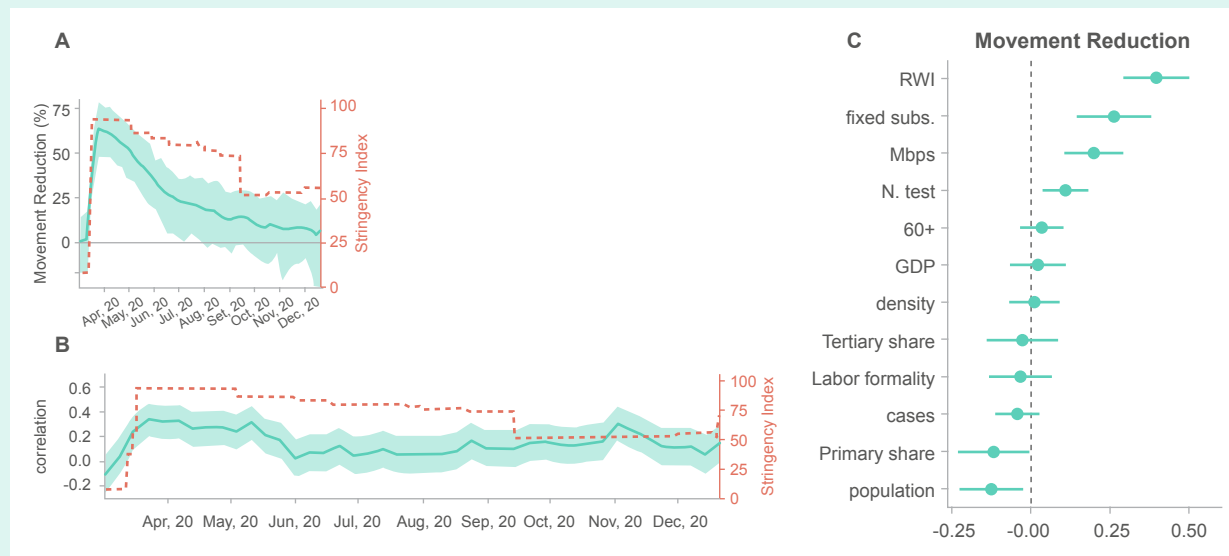 A
Movement Reduction (%)
75
50
25
0
100
75
50
25
0
Stringency Index
Apr, 20
May, 20
Jun, 20
Jul, 20
Aug, 20
Set, 20
Oct, 20
Nov, 20
Dec, 20
B
correlation
0.6
0.4
0.2
0.0
-0.2
100
75
50
25
0
Stringency Index
Apr, 20
May, 20
Jun, 20
Jul, 20
Aug, 20
Sep, 20
Oct, 20
Nov, 20
Dec, 20
C
Movement Reduction
RWI
fixed subs.
Mbps
N. test
60+
GDP
density
Tertiary share
Labor formality
cases
Primary share
population
-0.25
-0.00
0.25
0.50